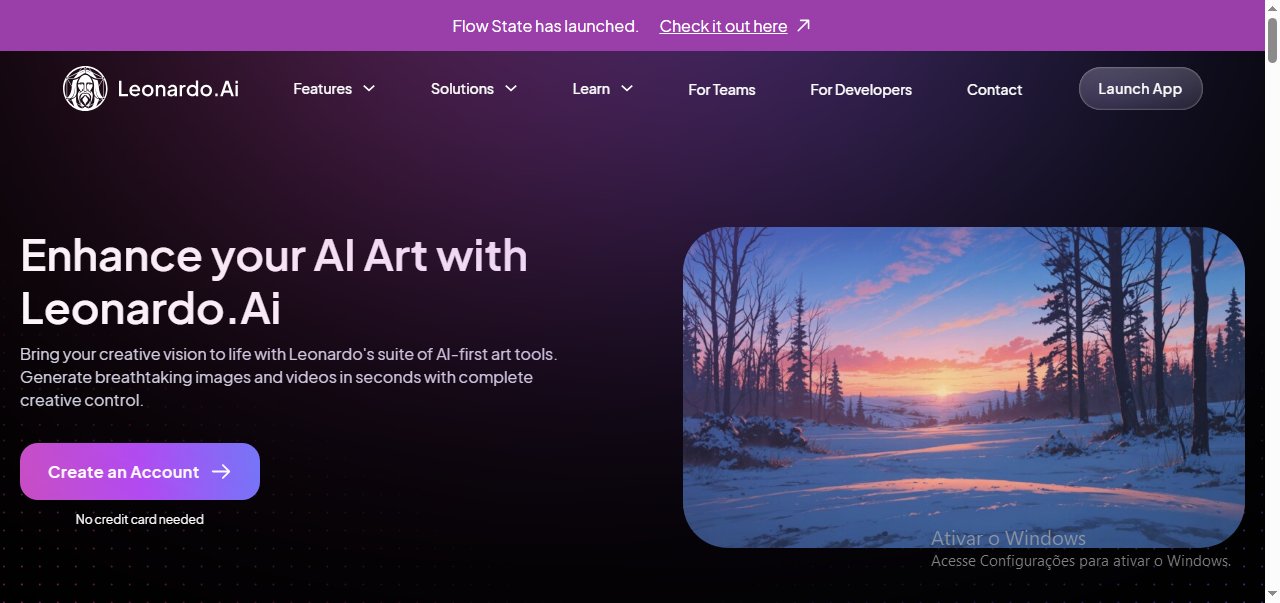 Flow State has launched. Check it out here
Leonardo.Ai Features Solutions Learn For Teams For Developers Contact Launch App
Enhance your AI Art with
Leonardo.Ai
Bring your creative vision to life with Leonardo's suite of AI-first art tools.
Generate breathtaking images and videos in seconds with complete
creative control.
Create an Account
No credit card needed
Ativar o Windows
Acesse Configurações para ativar o Windows.